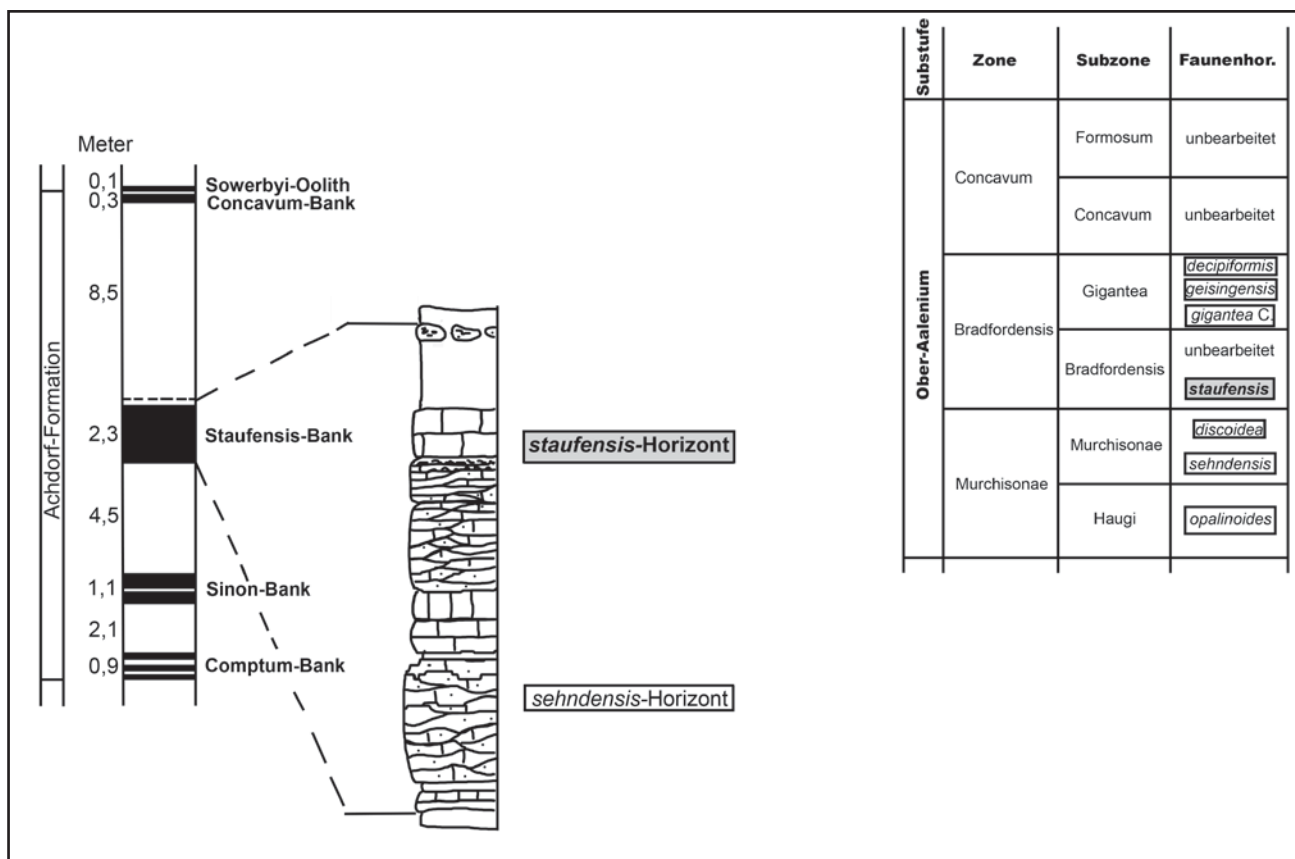 Meter
0,1
Sowerbyi-Oolith
0,3
Concavum-Bank
8,5
2,3
Staufensis-Bank
4,5
1,1
Sinon-Bank
2,1
0,9
Comptum-Bank
Achdorf-Formation
staufensis-Horizont
sehndensis-Horizont
Substufe
Zone
Subzone
Faunenhor.
Ober-Aalenium
Concavum
Formosum
unbearbeitet
Concavum
unbearbeitet
Bradfordensis
Gigantea
decipiformis
geisingensis
gigantea C.
Bradfordensis
unbearbeitet
staufensis
Murchisonae
Murchisonae
discoidea
sehndensis
Haugi
opalinoides